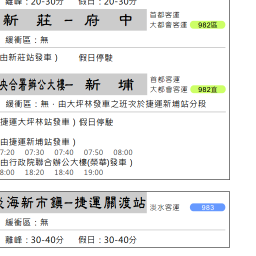 離峰：20-30分 假日：20-30分
新莊－府中
首都客運
大都會客運 982區
緩衝區：無
由新莊站發車） 假日停駛
央聯合辦公大樓－新埔
首都客運
大都會客運 982直
緩衝區：無，由大坪林發車之班次於捷運新埔站分段
捷運大坪林站發車）假日停駛
由捷運新埔站發車）
7:20 07:30 07:40 07:50 08:00
由行政院聯合辦公大樓(榮華)發車）
8:00 18:20 18:40 19:00
淡海新市鎮－捷運關渡站
淡水客運 983
緩衝區：無
離峰：30-40分 假日：30-40分